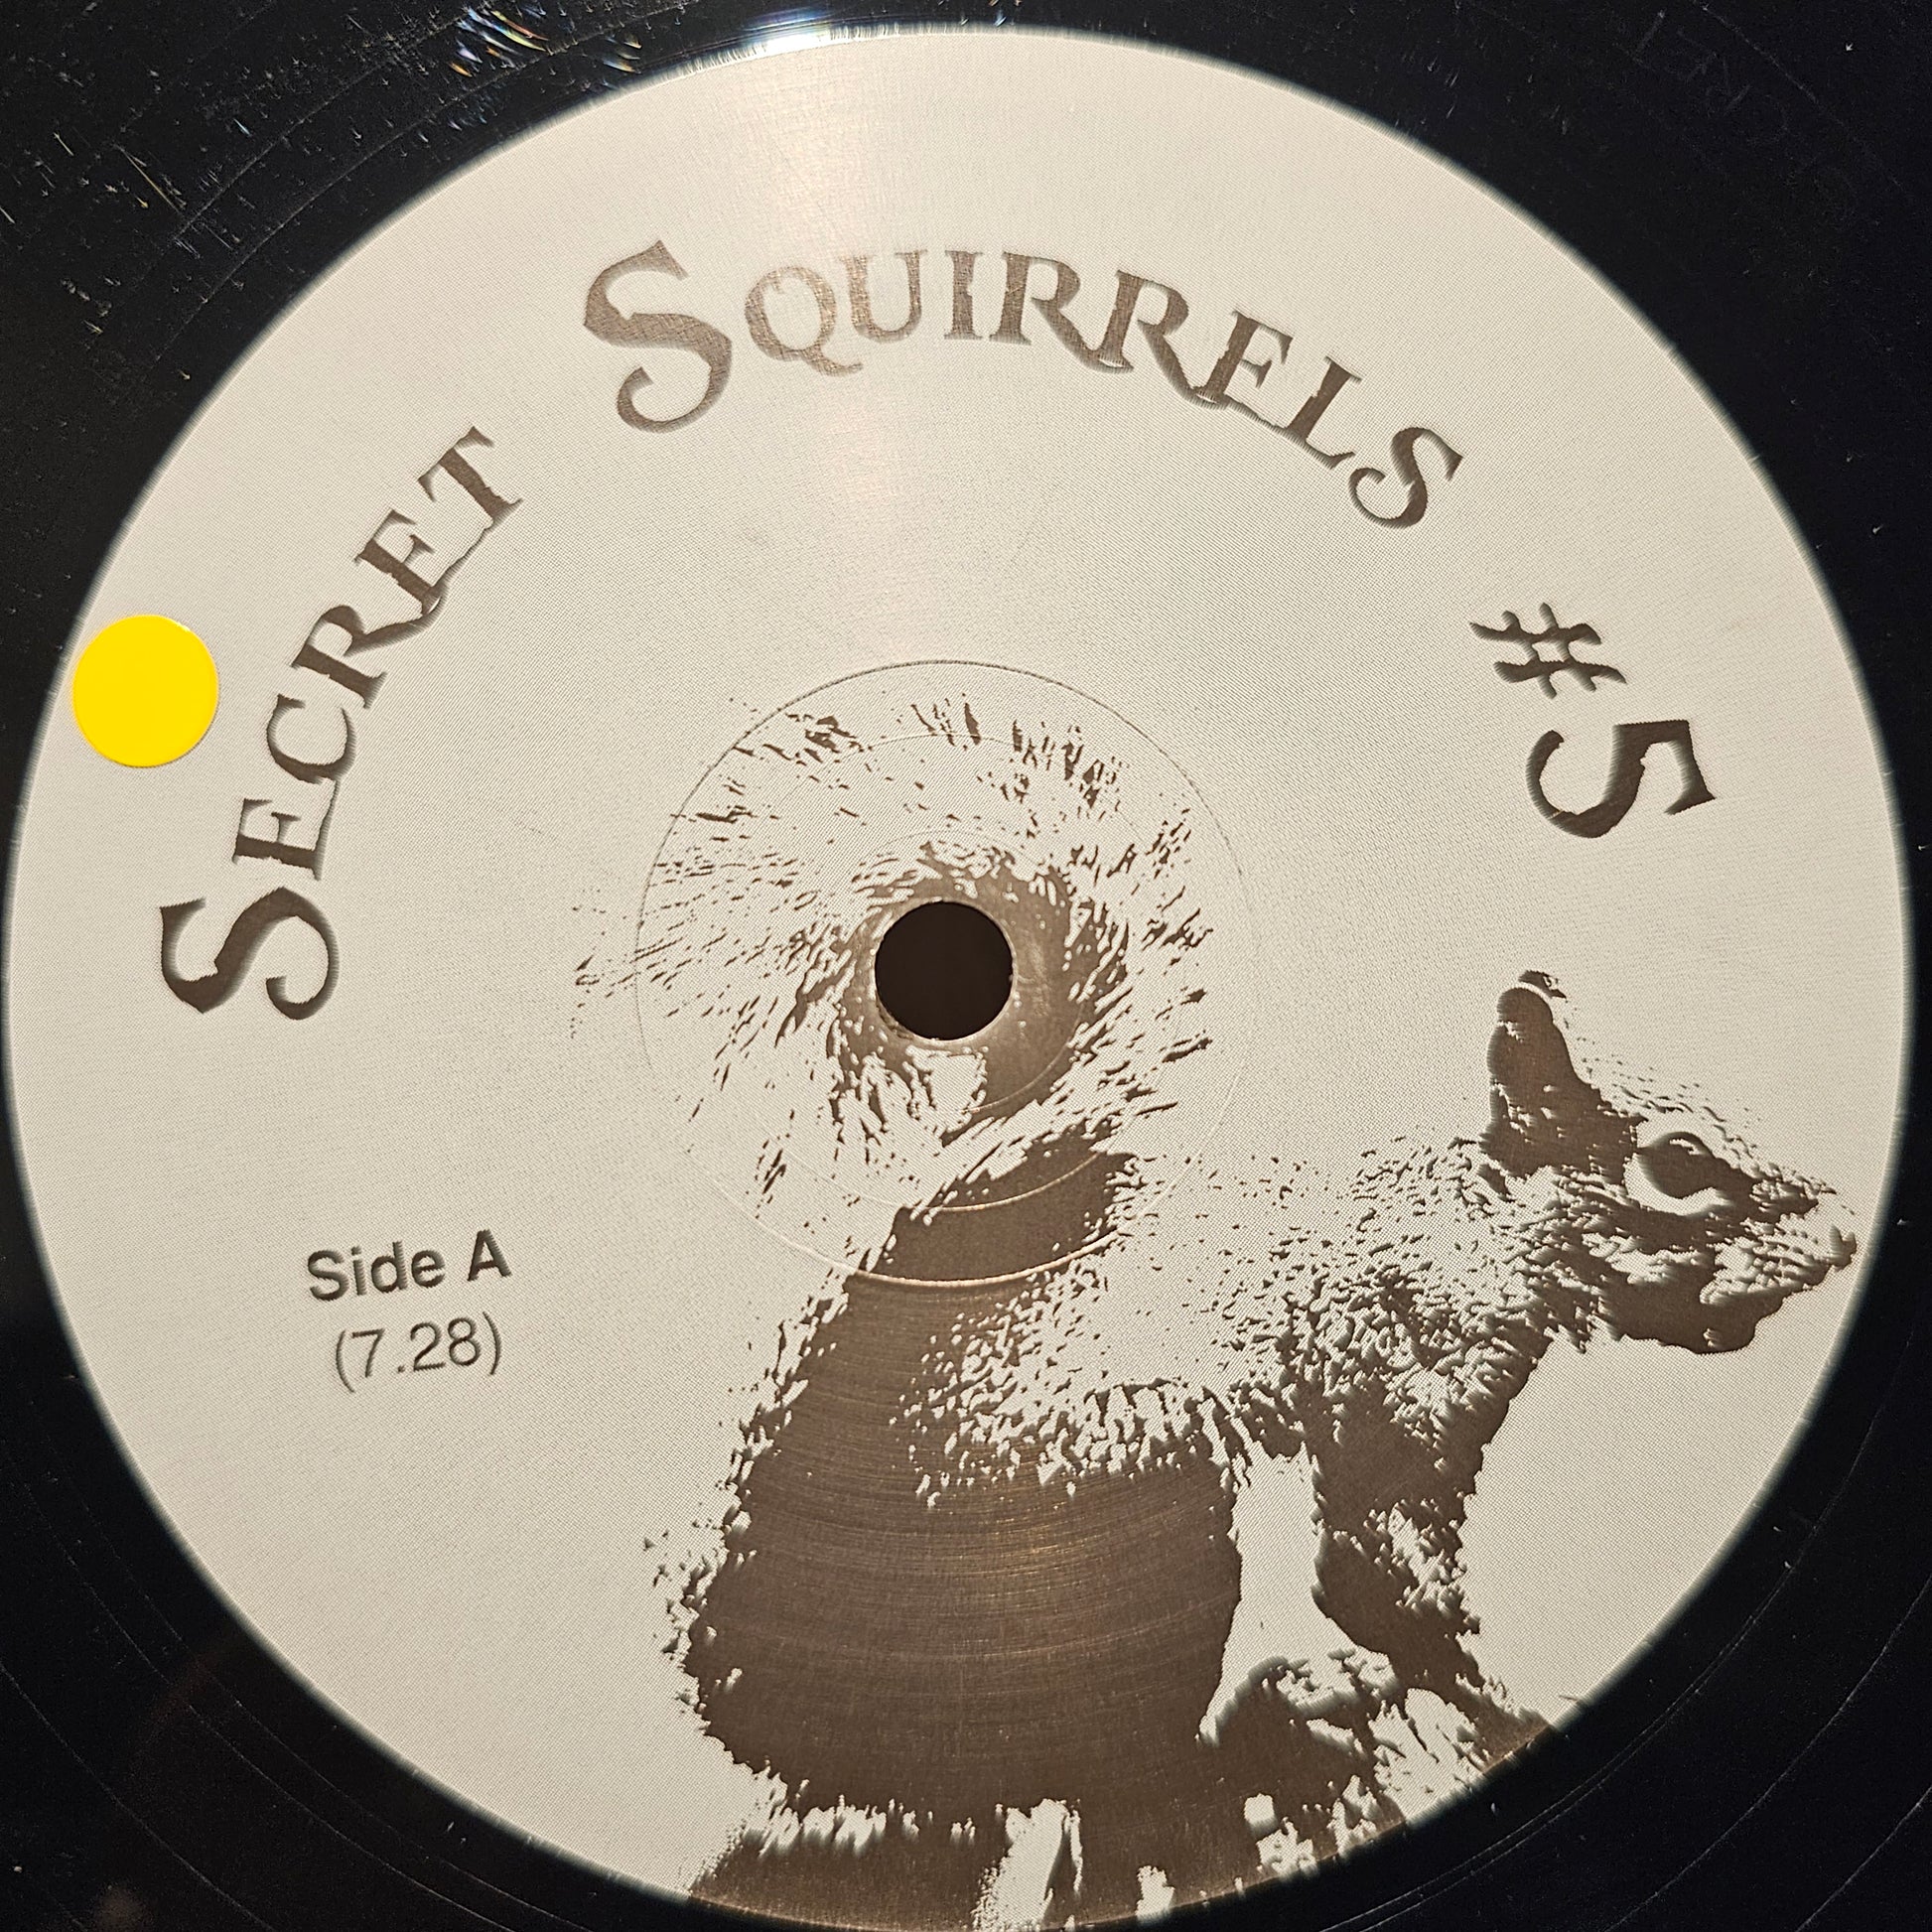 Secret Squirrels #5
Side A
(7.28)